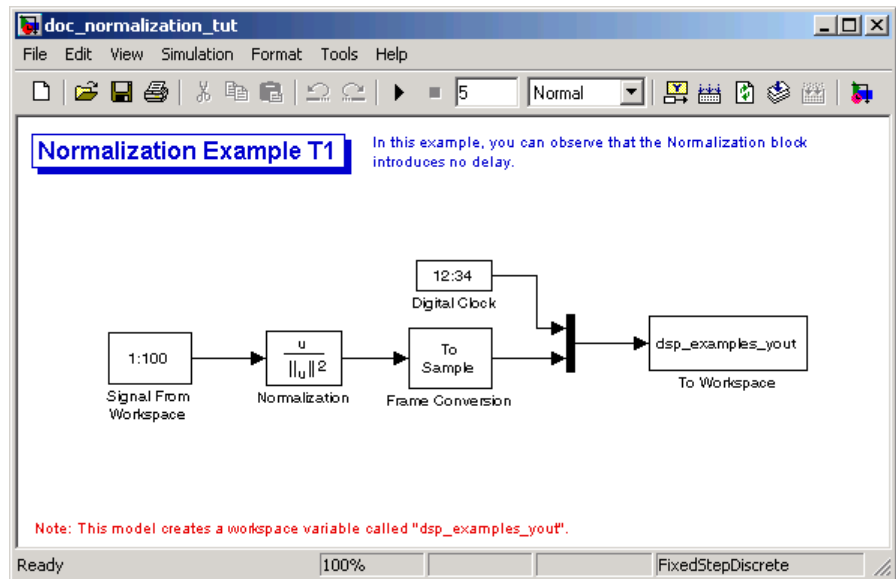 doc_normalization_tut
File Edit View Simulation Format Tools Help
5 Normal
Normalization Example T1
In this example, you can observe that the Normalization block
introduces no delay.
12:34
Digital Clock
1:100
Signal From
Workspace
u
||u||2
Normalization
To
Sample
Frame Conversion
dsp_examples_yout
To Workspace
Note: This model creates a workspace variable called "dsp_examples_yout".
Ready 100% FixedStepDiscrete